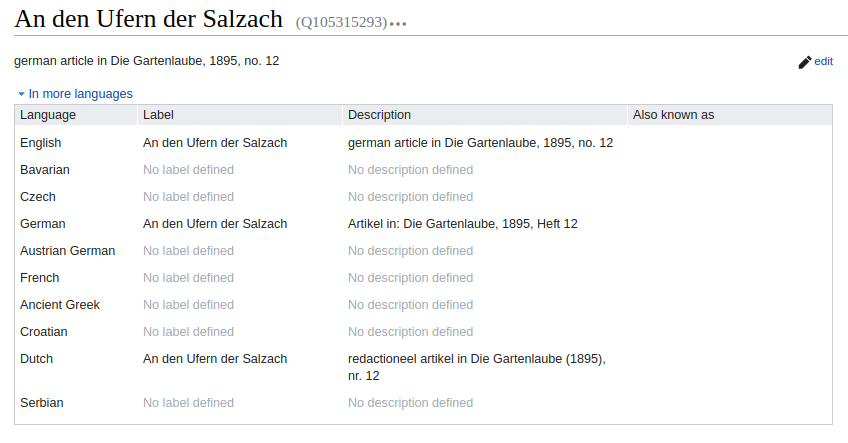 An den Ufern der Salzach (Q105315293)
german article in Die Gartenlaube, 1895, no. 12 edit
In more languages
Language Label Description Also known as
English An den Ufern der Salzach german article in Die Gartenlaube, 1895, no. 12
Bavarian No label defined No description defined
Czech No label defined No description defined
German An den Ufern der Salzach Artikel in: Die Gartenlaube, 1895, Heft 12
Austrian German No label defined No description defined
French No label defined No description defined
Ancient Greek No label defined No description defined
Croatian No label defined No description defined
Dutch An den Ufern der Salzach redactioneel artikel in Die Gartenlaube (1895),
nr. 12
Serbian No label defined No description defined